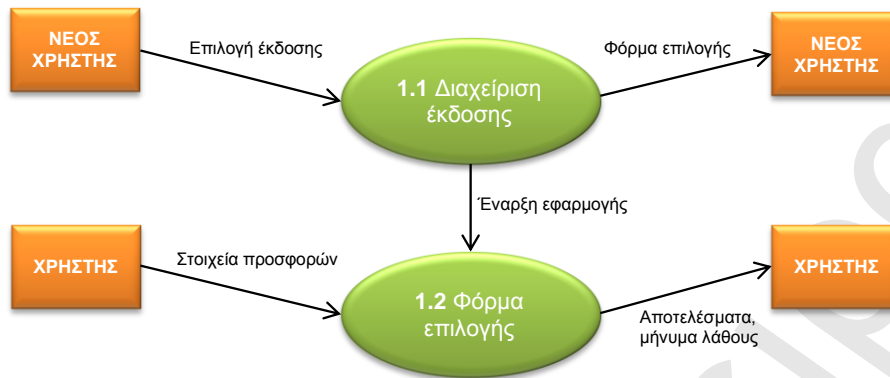 ΝΕΟΣ
ΧΡΗΣΤΗΣ
Επιλογή έκδοσης
1.1 Διαχείριση
έκδοσης
Φόρμα επιλογής
ΝΕΟΣ
ΧΡΗΣΤΗΣ
Έναρξη εφαρμογής
ΧΡΗΣΤΗΣ
Στοιχεία προσφορών
1.2 Φόρμα
επιλογής
Αποτελέσματα,
μήνυμα λάθους
ΧΡΗΣΤΗΣ